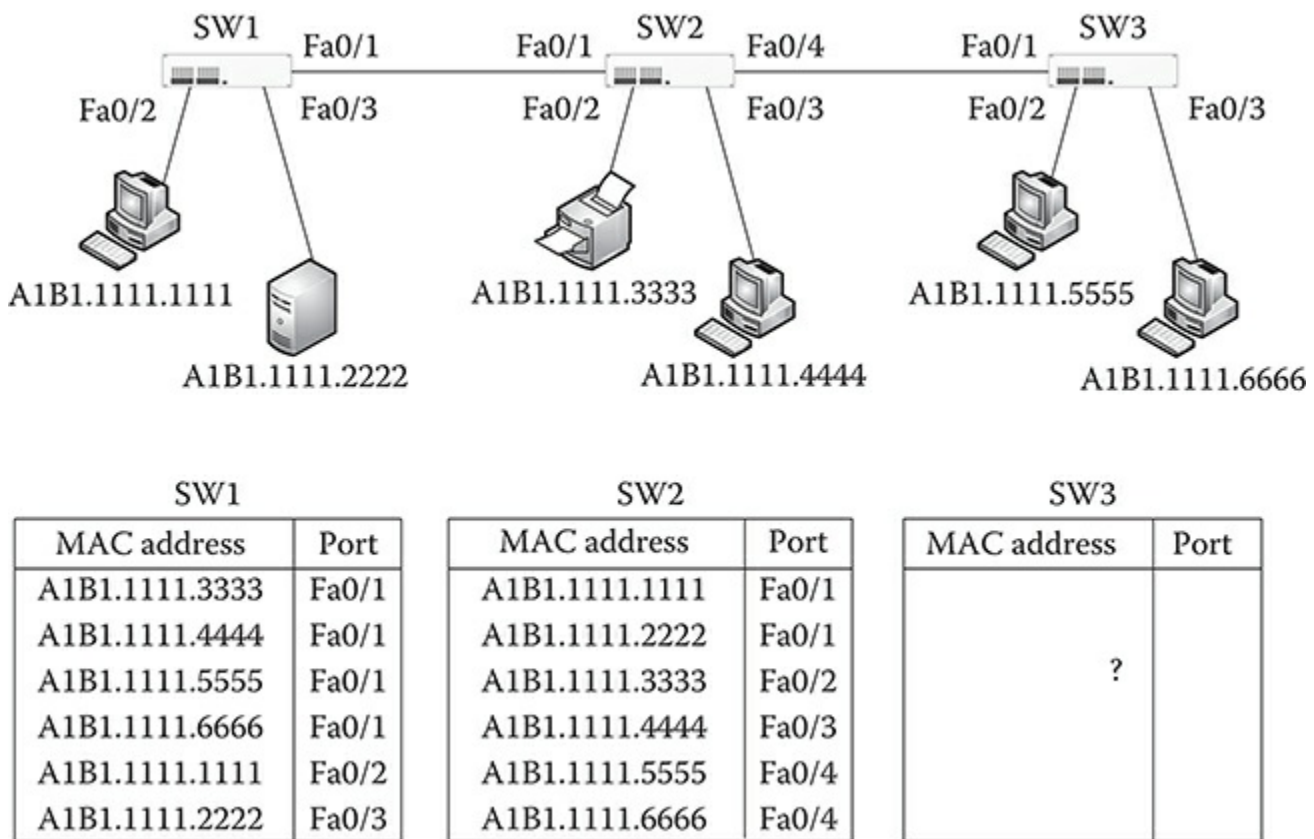 SW1 SW2 SW3
Fa0/1 Fa0/1 Fa0/4 Fa0/1
Fa0/2 Fa0/3 Fa0/2 Fa0/3 Fa0/2 Fa0/3
A1B1.1111.1111 A1B1.1111.3333 A1B1.1111.5555
A1B1.1111.2222 A1B1.1111.4444 A1B1.1111.6666
SW1
MAC address Port
A1B1.1111.3333 Fa0/1
A1B1.1111.4444 Fa0/1
A1B1.1111.5555 Fa0/1
A1B1.1111.6666 Fa0/1
A1B1.1111.1111 Fa0/2
A1B1.1111.2222 Fa0/3
SW2
MAC address Port
A1B1.1111.1111 Fa0/1
A1B1.1111.2222 Fa0/1
A1B1.1111.3333 Fa0/2
A1B1.1111.4444 Fa0/3
A1B1.1111.5555 Fa0/4
A1B1.1111.6666 Fa0/4
SW3
MAC address Port
?